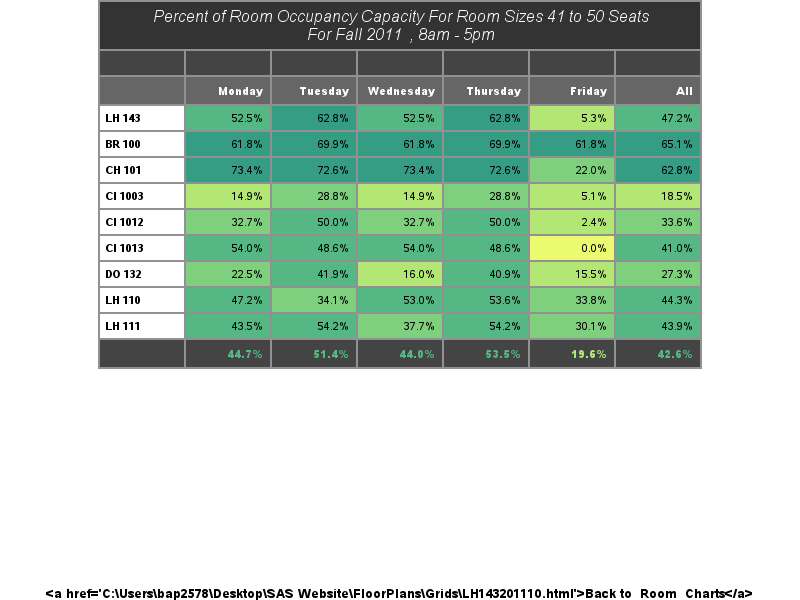 Percent of Room Occupancy Capacity For Room Sizes 41 to 50 Seats
For Fall 2011 , 8am - 5pm
Monday Tuesday Wednesday Thursday Friday All
LH 143 52.5% 62.8% 52.5% 62.8% 5.3% 47.2%
BR 100 61.8% 69.9% 61.8% 69.9% 61.8% 65.1%
CH 101 73.4% 72.6% 73.4% 72.6% 22.0% 62.8%
CI 1003 14.9% 28.8% 14.9% 28.8% 5.1% 18.5%
CI 1012 32.7% 50.0% 32.7% 50.0% 2.4% 33.6%
CI 1013 54.0% 48.6% 54.0% 48.6% 0.0% 41.0%
DO 132 22.5% 41.9% 16.0% 40.9% 15.5% 27.3%
LH 110 47.2% 34.1% 53.0% 53.6% 33.8% 44.3%
LH 111 43.5% 54.2% 37.7% 54.2% 30.1% 43.9%
44.7% 51.4% 44.0% 53.5% 19.6% 42.6%
<a href='C:\Users\bap2578\Desktop\SAS Website\FloorPlans\Grids\LH143201110.html'>Back to Room Charts</a>